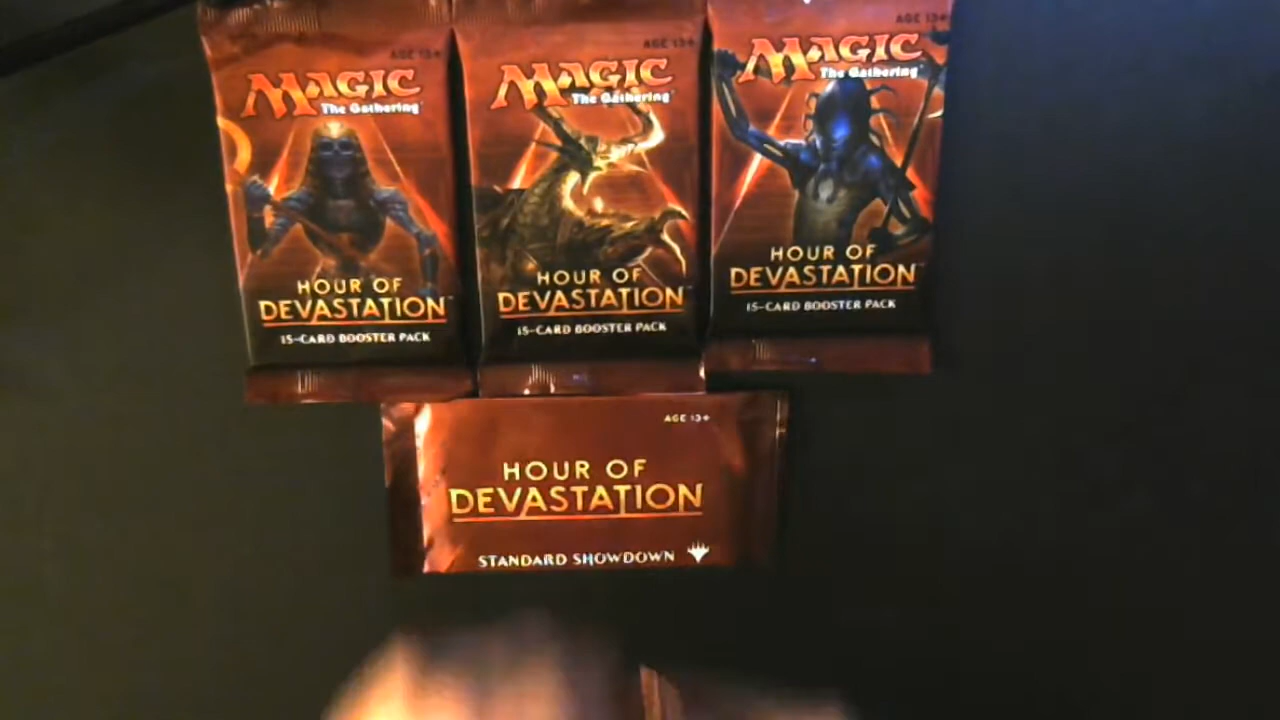 AGE 13+
MAGIC
The Gathering
HOUR OF
DEVASTATION™
15-CARD BOOSTER PACK
AGE 13+
MAGIC
The Gathering
HOUR OF
DEVASTATION
15-CARD BOOSTER PACK
AGE 13+
MAGIC
The Gathering
HOUR OF
DEVASTATION
15-CARD BOOSTER PACK
AGE 13+
HOUR OF
DEVASTATION
STANDARD SHOWDOWN